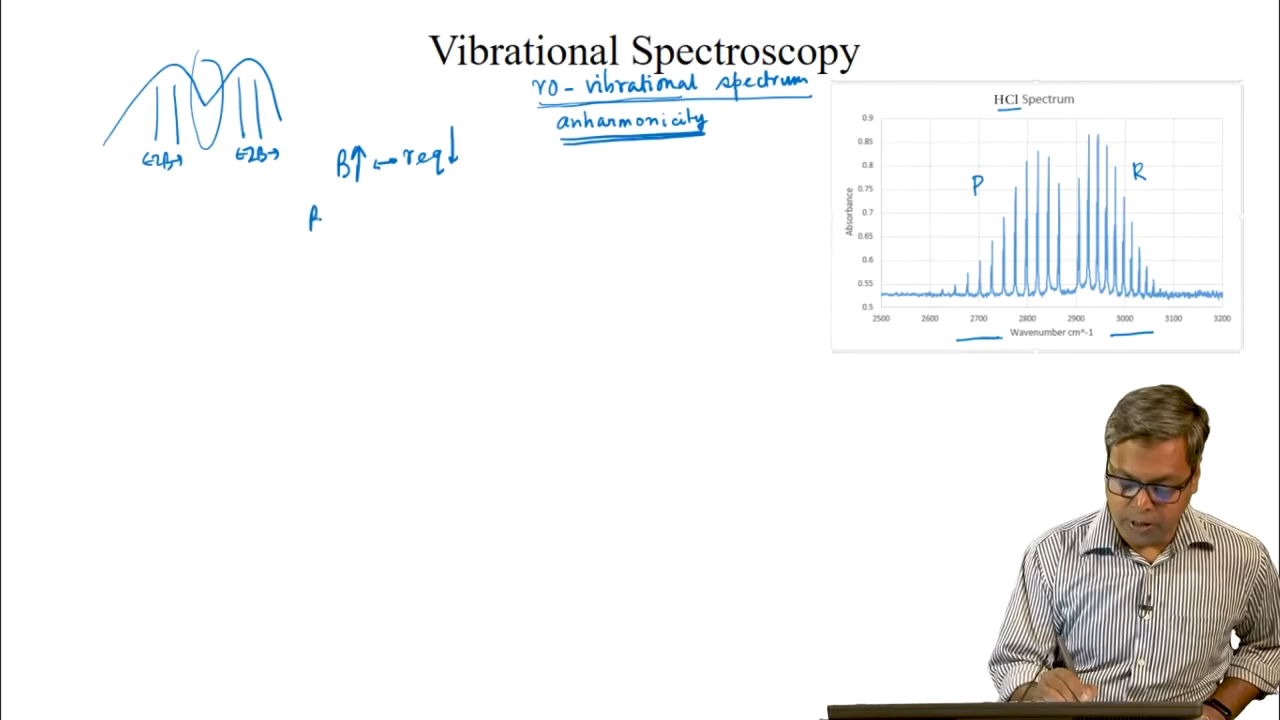 Vibrational Spectroscopy
ro - vibrational spectrum
anharmonicity
←2B→
←2B→
B↑ ↔ req↓
R
HCl Spectrum
P
R
Absorbance
0.9
0.85
0.8
0.75
0.7
0.65
0.6
0.55
0.5
2500 2600 2700 2800 2900 3000 3100 3200
Wavenumber cm^-1